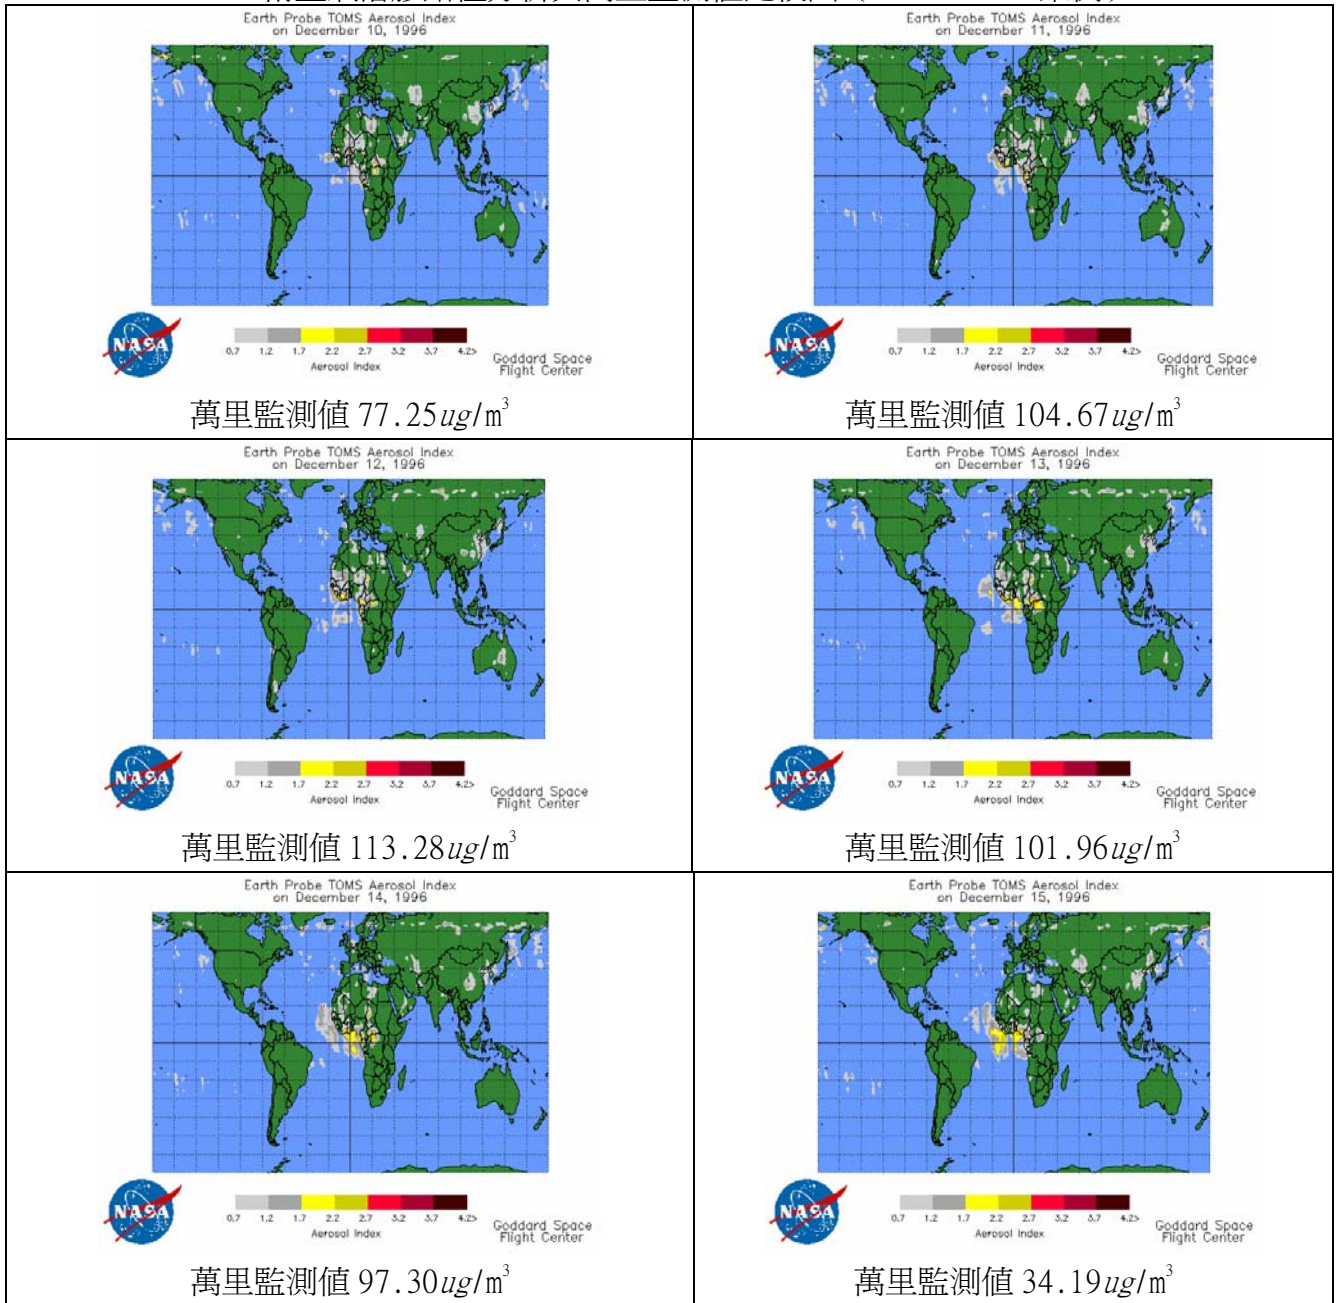 Earth Probe TOMS Aerosol Index
on December 10, 1996
NASA
0.7 1.2 1.7 2.2 2.7 3.2 3.7 4.2>
Aerosol Index
Goddard Space
Flight Center
萬里監測值 77.25ug/m³
Earth Probe TOMS Aerosol Index
on December 11, 1996
NASA
0.7 1.2 1.7 2.2 2.7 3.2 3.7 4.2>
Aerosol Index
Goddard Space
Flight Center
萬里監測值 104.67ug/m³
Earth Probe TOMS Aerosol Index
on December 12, 1996
NASA
0.7 1.2 1.7 2.2 2.7 3.2 3.7 4.2>
Aerosol Index
Goddard Space
Flight Center
萬里監測值 113.28ug/m³
Earth Probe TOMS Aerosol Index
on December 13, 1996
NASA
0.7 1.2 1.7 2.2 2.7 3.2 3.7 4.2>
Aerosol Index
Goddard Space
Flight Center
萬里監測值 101.96ug/m³
Earth Probe TOMS Aerosol Index
on December 14, 1996
NASA
0.7 1.2 1.7 2.2 2.7 3.2 3.7 4.2>
Aerosol Index
Goddard Space
Flight Center
萬里監測值 97.30ug/m³
Earth Probe TOMS Aerosol Index
on December 15, 1996
NASA
0.7 1.2 1.7 2.2 2.7 3.2 3.7 4.2>
Aerosol Index
Goddard Space
Flight Center
萬里監測值 34.19ug/m³